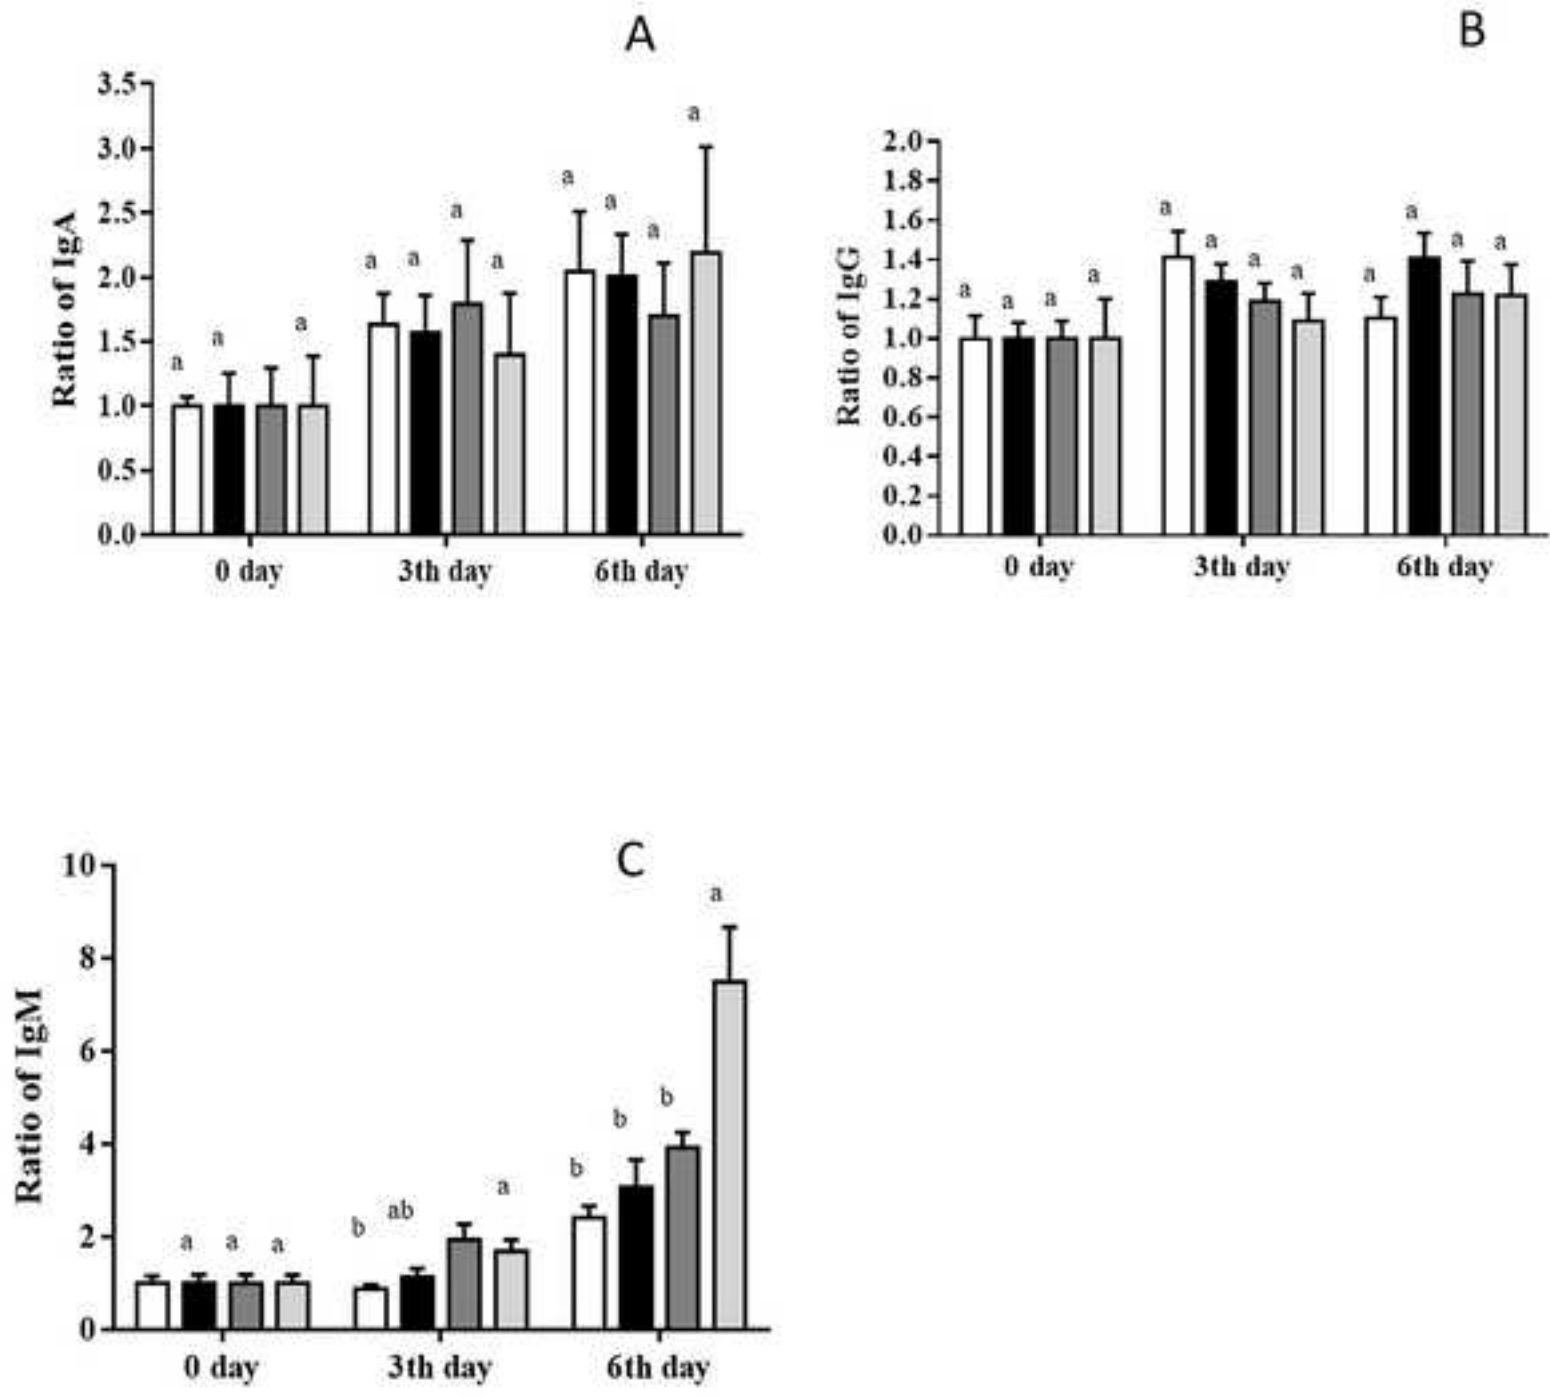 A
Ratio of IgA
3.5
3.0
2.5
2.0
1.5
1.0
0.5
0.0
a a a
a a a a
a a a a
0 day 3th day 6th day
B
Ratio of IgG
2.0
1.8
1.6
1.4
1.2
1.0
0.8
0.6
0.4
0.2
0.0
a a a a
a a a a
a a a a
0 day 3th day 6th day
C
Ratio of IgM
10
8
6
4
2
0
a a a
b ab a
b b b a
0 day 3th day 6th day